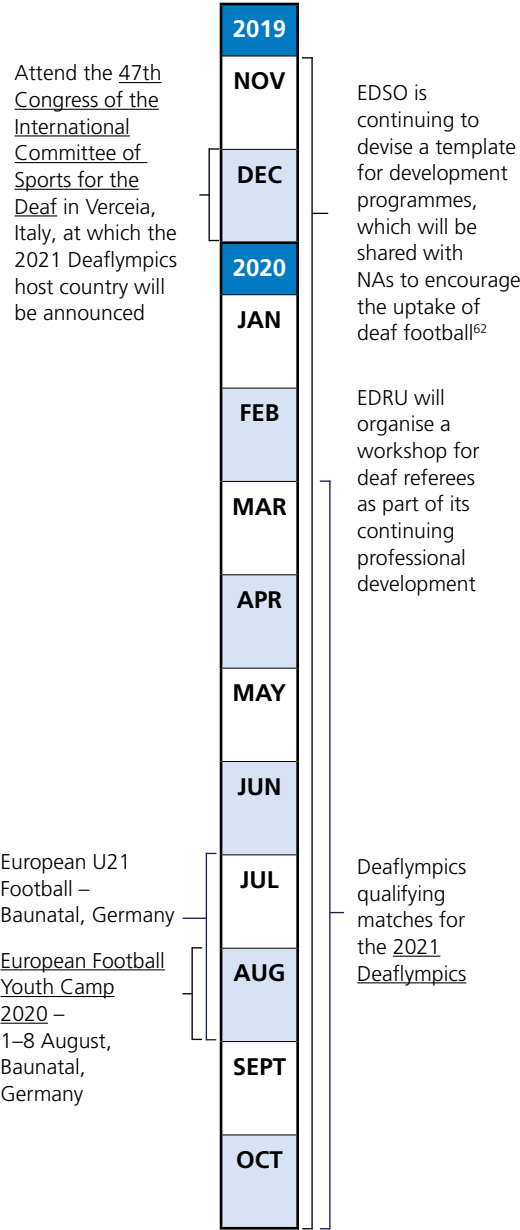 2019
NOV
DEC
2020
JAN
FEB
MAR
APR
MAY
JUN
JUL
AUG
SEPT
OCT
Attend the 47th
Congress of the
International
Committee of
Sports for the
Deaf in Verceia,
Italy, at which the
2021 Deaflympics
host country will
be announced
European U21
Football –
Baunatal, Germany
European Football
Youth Camp
2020 –
1–8 August,
Baunatal,
Germany
EDSO is
continuing to
devise a template
for development
programmes,
which will be
shared with
NAs to encourage
the uptake of
deaf football⁶²
EDRU will
organise a
workshop for
deaf referees
as part of its
continuing
professional
development
Deaflympics
qualifying
matches for
the 2021
Deaflympics